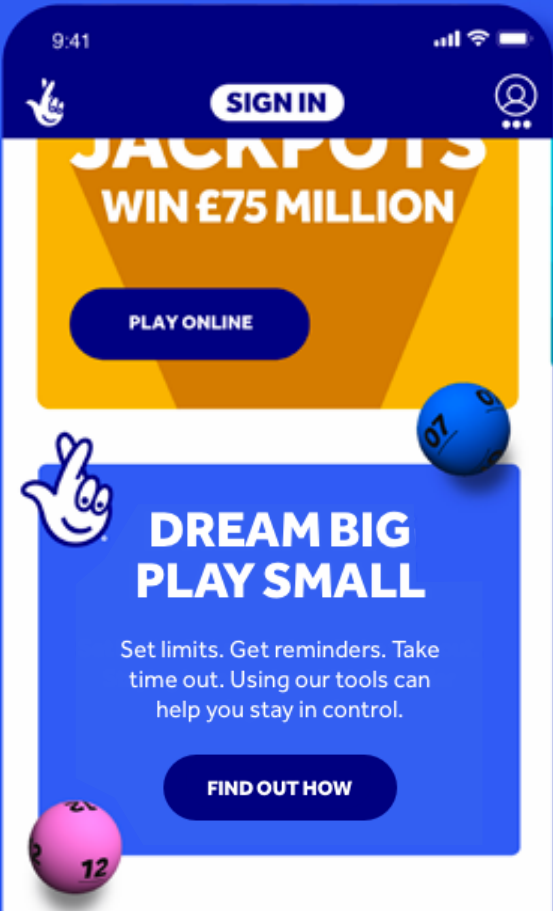 9:41
SIGN IN
JACKPOTS
WIN £75 MILLION
PLAY ONLINE
07
DREAM BIG
PLAY SMALL
Set limits. Get reminders. Take
time out. Using our tools can
help you stay in control.
FIND OUT HOW
12
12